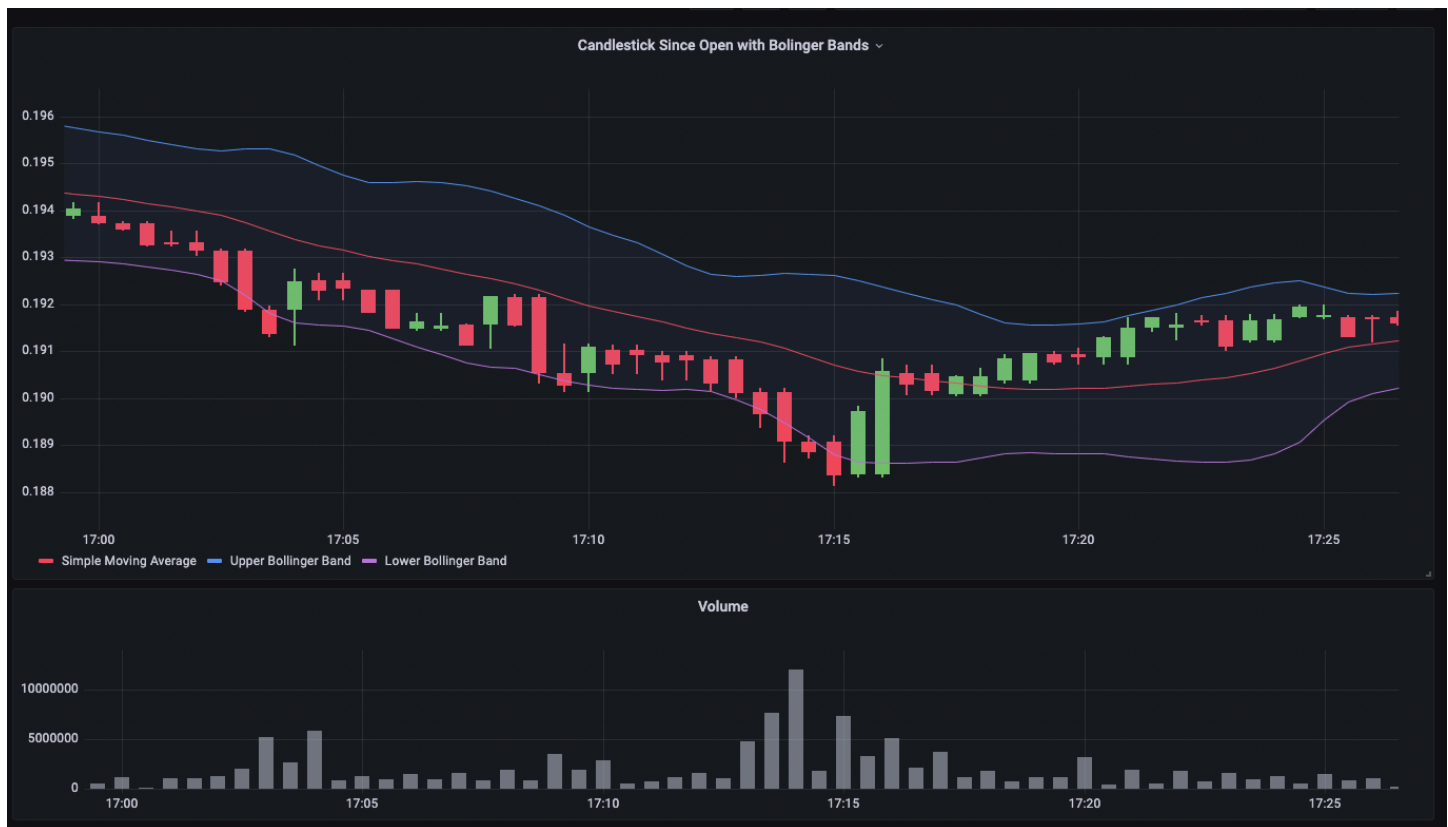 Candlestick Since Open with Bolinger Bands
0.196
0.195
0.194
0.193
0.192
0.191
0.190
0.189
0.188
17:00 17:05 17:10 17:15 17:20 17:25
Simple Moving Average Upper Bollinger Band Lower Bollinger Band
Volume
10000000
5000000
0
17:00 17:05 17:10 17:15 17:20 17:25